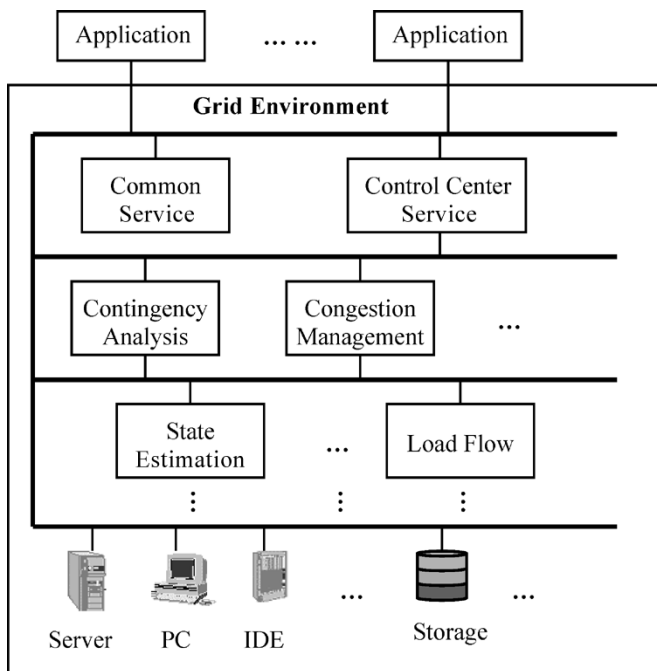 Application
... ...
Application
Grid Environment
Common
Service
Control Center
Service
Contingency
Analysis
Congestion
Management
...
State
Estimation
...
Load Flow
...
...
Server
PC
IDE
Storage